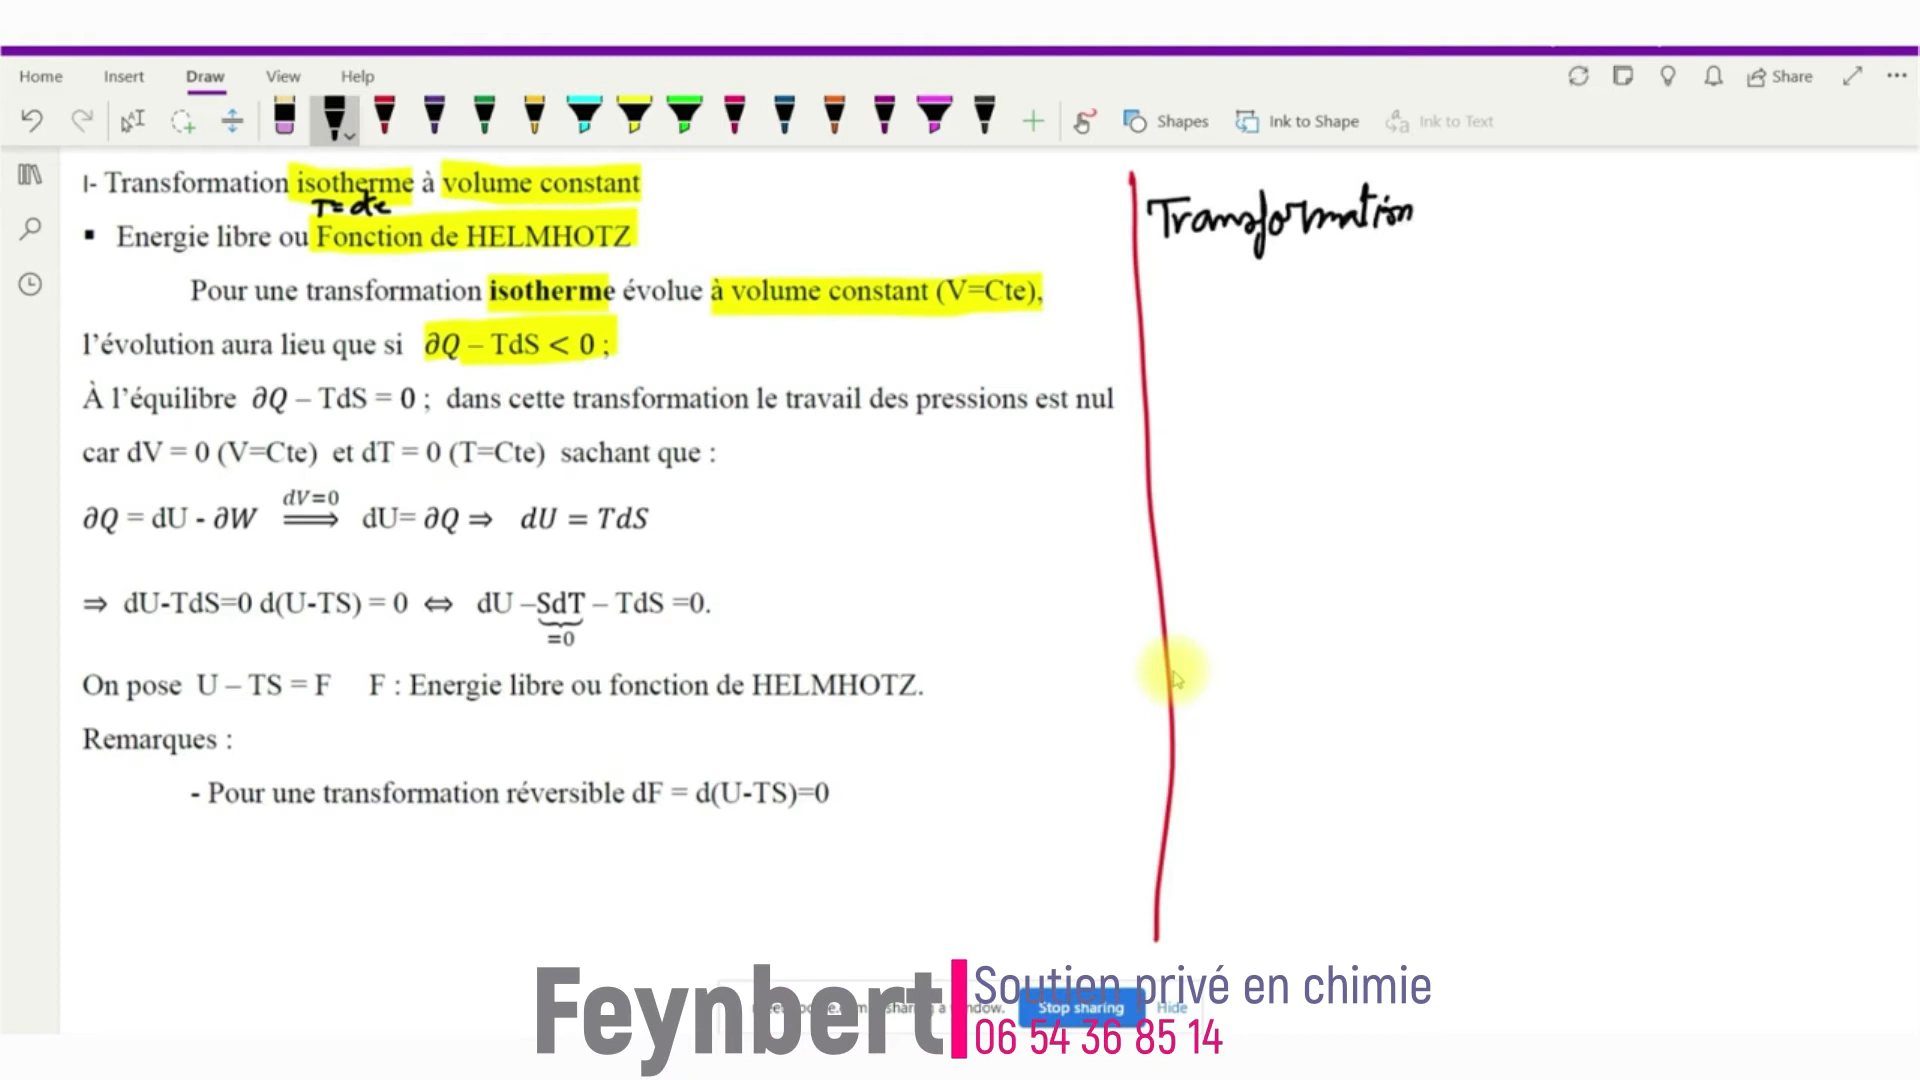 Home Insert Draw View Help
Share
Shapes Ink to Shape Ink to Text
I- Transformation isotherme à volume constant
T= cte
▪ Energie libre ou Fonction de HELMHOTZ
Pour une transformation isotherme évolue à volume constant (V=Cte),
l’évolution aura lieu que si ∂Q – TdS < 0 ;
À l’équilibre ∂Q – TdS = 0 ; dans cette transformation le travail des pressions est nul
car dV = 0 (V=Cte) et dT = 0 (T=Cte) sachant que :
∂Q = dU - ∂W ⟹ dV=0 dU= ∂Q ⇒ dU = TdS
⇒ dU-TdS=0 d(U-TS) = 0 ⇔ dU –SdT – TdS =0.
=0
On pose U – TS = F F : Energie libre ou fonction de HELMHOTZ.
Remarques :
- Pour une transformation réversible dF = d(U-TS)=0
Transformation
Feynbert
Soutien privé en chimie
06 54 36 85 14
Stop sharing Hide